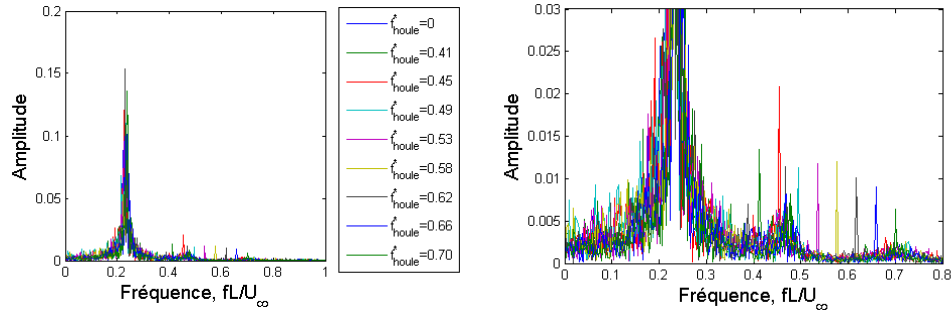 0.2
0.15
0.1
0.05
0
0 0.2 0.4 0.6 0.8 1
Amplitude
Fréquence, fL/U∞
f*houle=0
f*houle=0.41
f*houle=0.45
f*houle=0.49
f*houle=0.53
f*houle=0.58
f*houle=0.62
f*houle=0.66
f*houle=0.70
0.03
0.025
0.02
0.015
0.01
0.005
0
0 0.1 0.2 0.3 0.4 0.5 0.6 0.7 0.8
Amplitude
Fréquence, fL/U∞